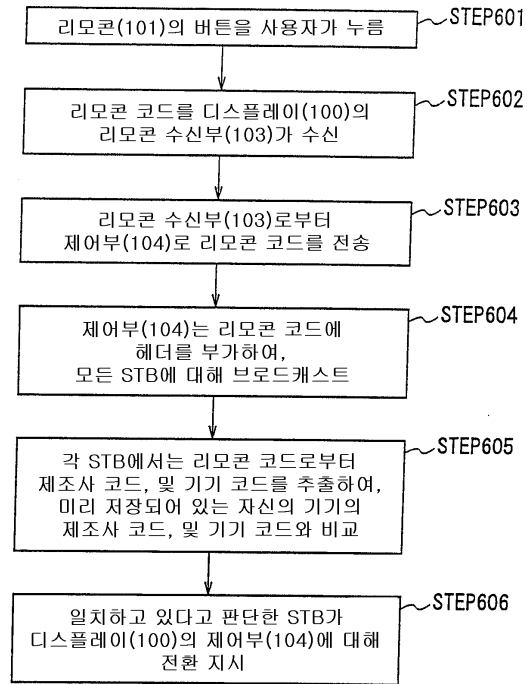 리모콘(101)의 버튼을 사용자가 누름
STEP601
리모콘 코드를 디스플레이(100)의
리모콘 수신부(103)가 수신
STEP602
리모콘 수신부(103)로부터
제어부(104)로 리모콘 코드를 전송
STEP603
제어부(104)는 리모콘 코드에
헤더를 부가하여,
모든 STB에 대해 브로드캐스트
STEP604
각 STB에서는 리모콘 코드로부터
제조사 코드, 및 기기 코드를 추출하여,
미리 저장되어 있는 자신의 기기의
제조사 코드, 및 기기 코드와 비교
STEP605
일치하고 있다고 판단한 STB가
디스플레이(100)의 제어부(104)에 대해
전환 지시
STEP606